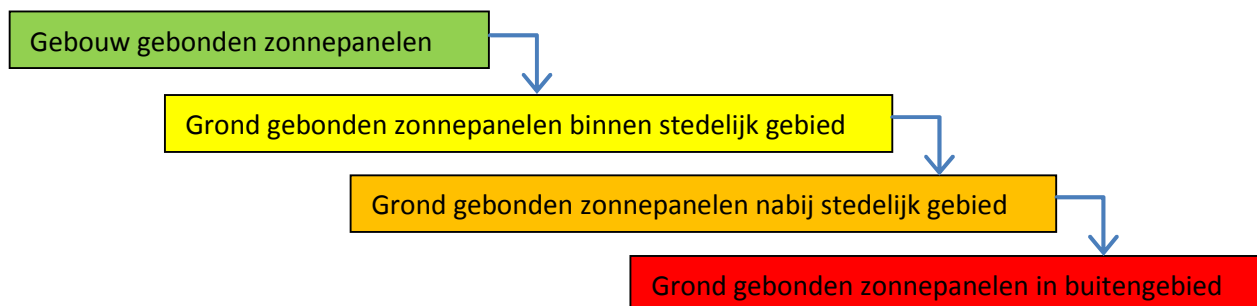 Gebouw gebonden zonnepanelen
Grond gebonden zonnepanelen binnen stedelijk gebied
Grond gebonden zonnepanelen nabij stedelijk gebied
Grond gebonden zonnepanelen in buitengebied